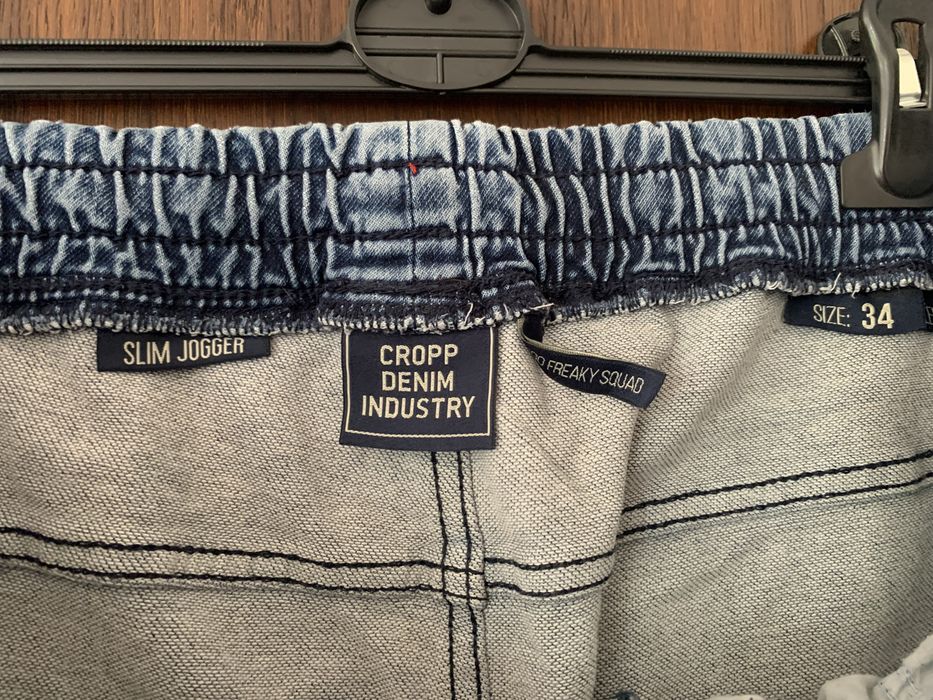 SLIM JOGGER
CROPP
DENIM
INDUSTRY
FREAKY SQUAD
SIZE: 34